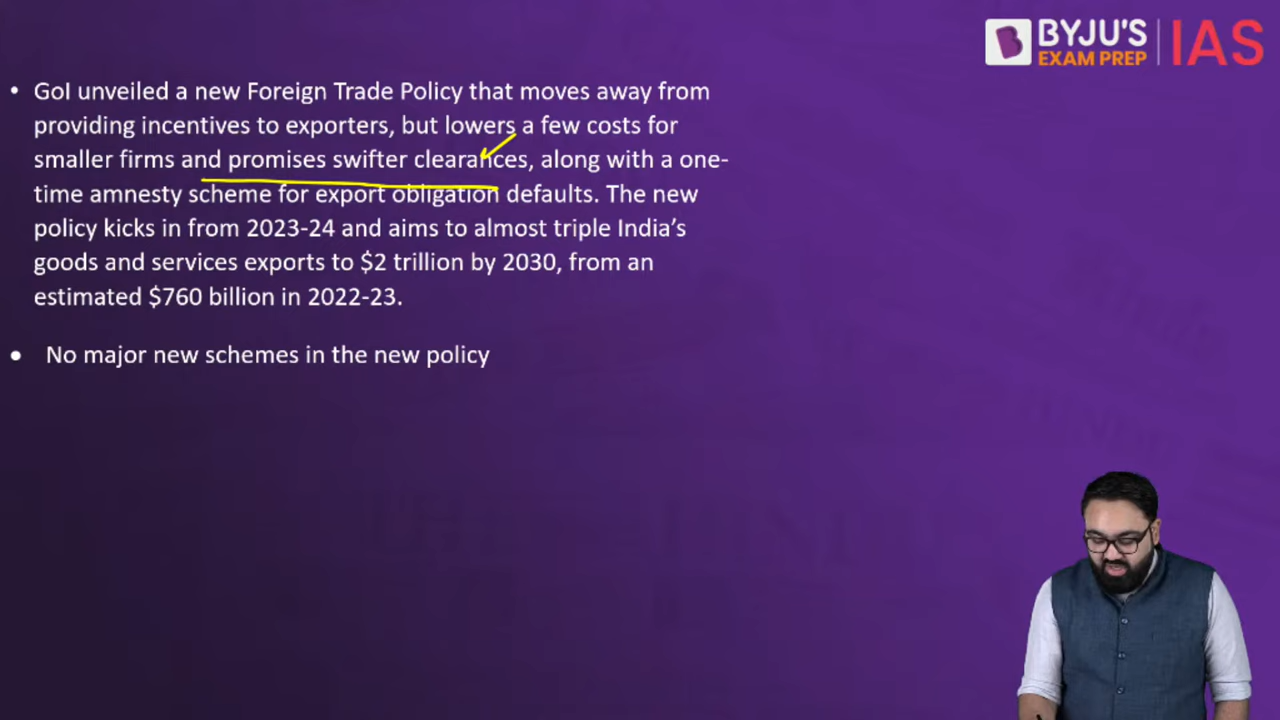 BYJU'S
EXAM PREP
IAS
• GoI unveiled a new Foreign Trade Policy that moves away from
providing incentives to exporters, but lowers a few costs for
smaller firms and promises swifter clearances, along with a one-
time amnesty scheme for export obligation defaults. The new
policy kicks in from 2023-24 and aims to almost triple India’s
goods and services exports to $2 trillion by 2030, from an
estimated $760 billion in 2022-23.
• No major new schemes in the new policy